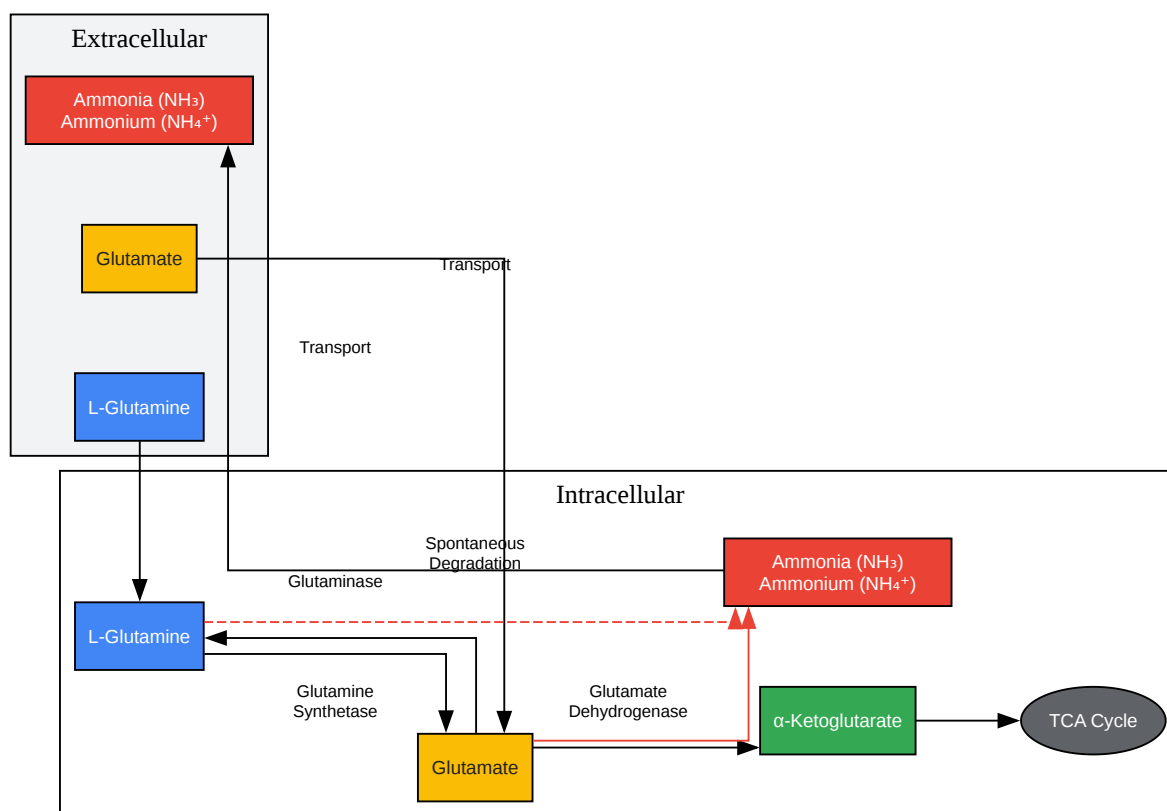 Extracellular
Ammonia (NH₃)
Ammonium (NH₄⁺)
Glutamate
Transport
Transport
L-Glutamine
Intracellular
Spontaneous
Degradation
Ammonia (NH₃)
Ammonium (NH₄⁺)
Glutaminase
L-Glutamine
Glutamine
Synthetase
Glutamate
Dehydrogenase
α-Ketoglutarate
TCA Cycle
Glutamate